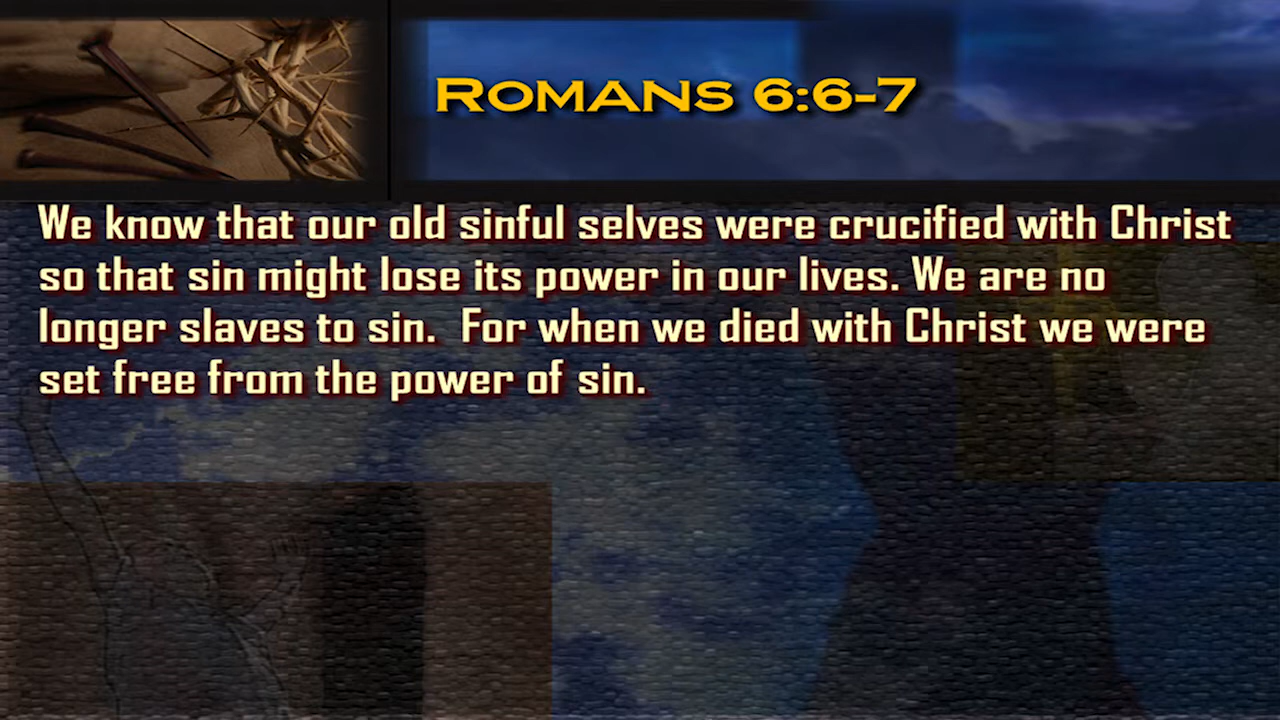 Romans 6:6-7
We know that our old sinful selves were crucified with Christ
so that sin might lose its power in our lives. We are no
longer slaves to sin.  For when we died with Christ we were
set free from the power of sin.